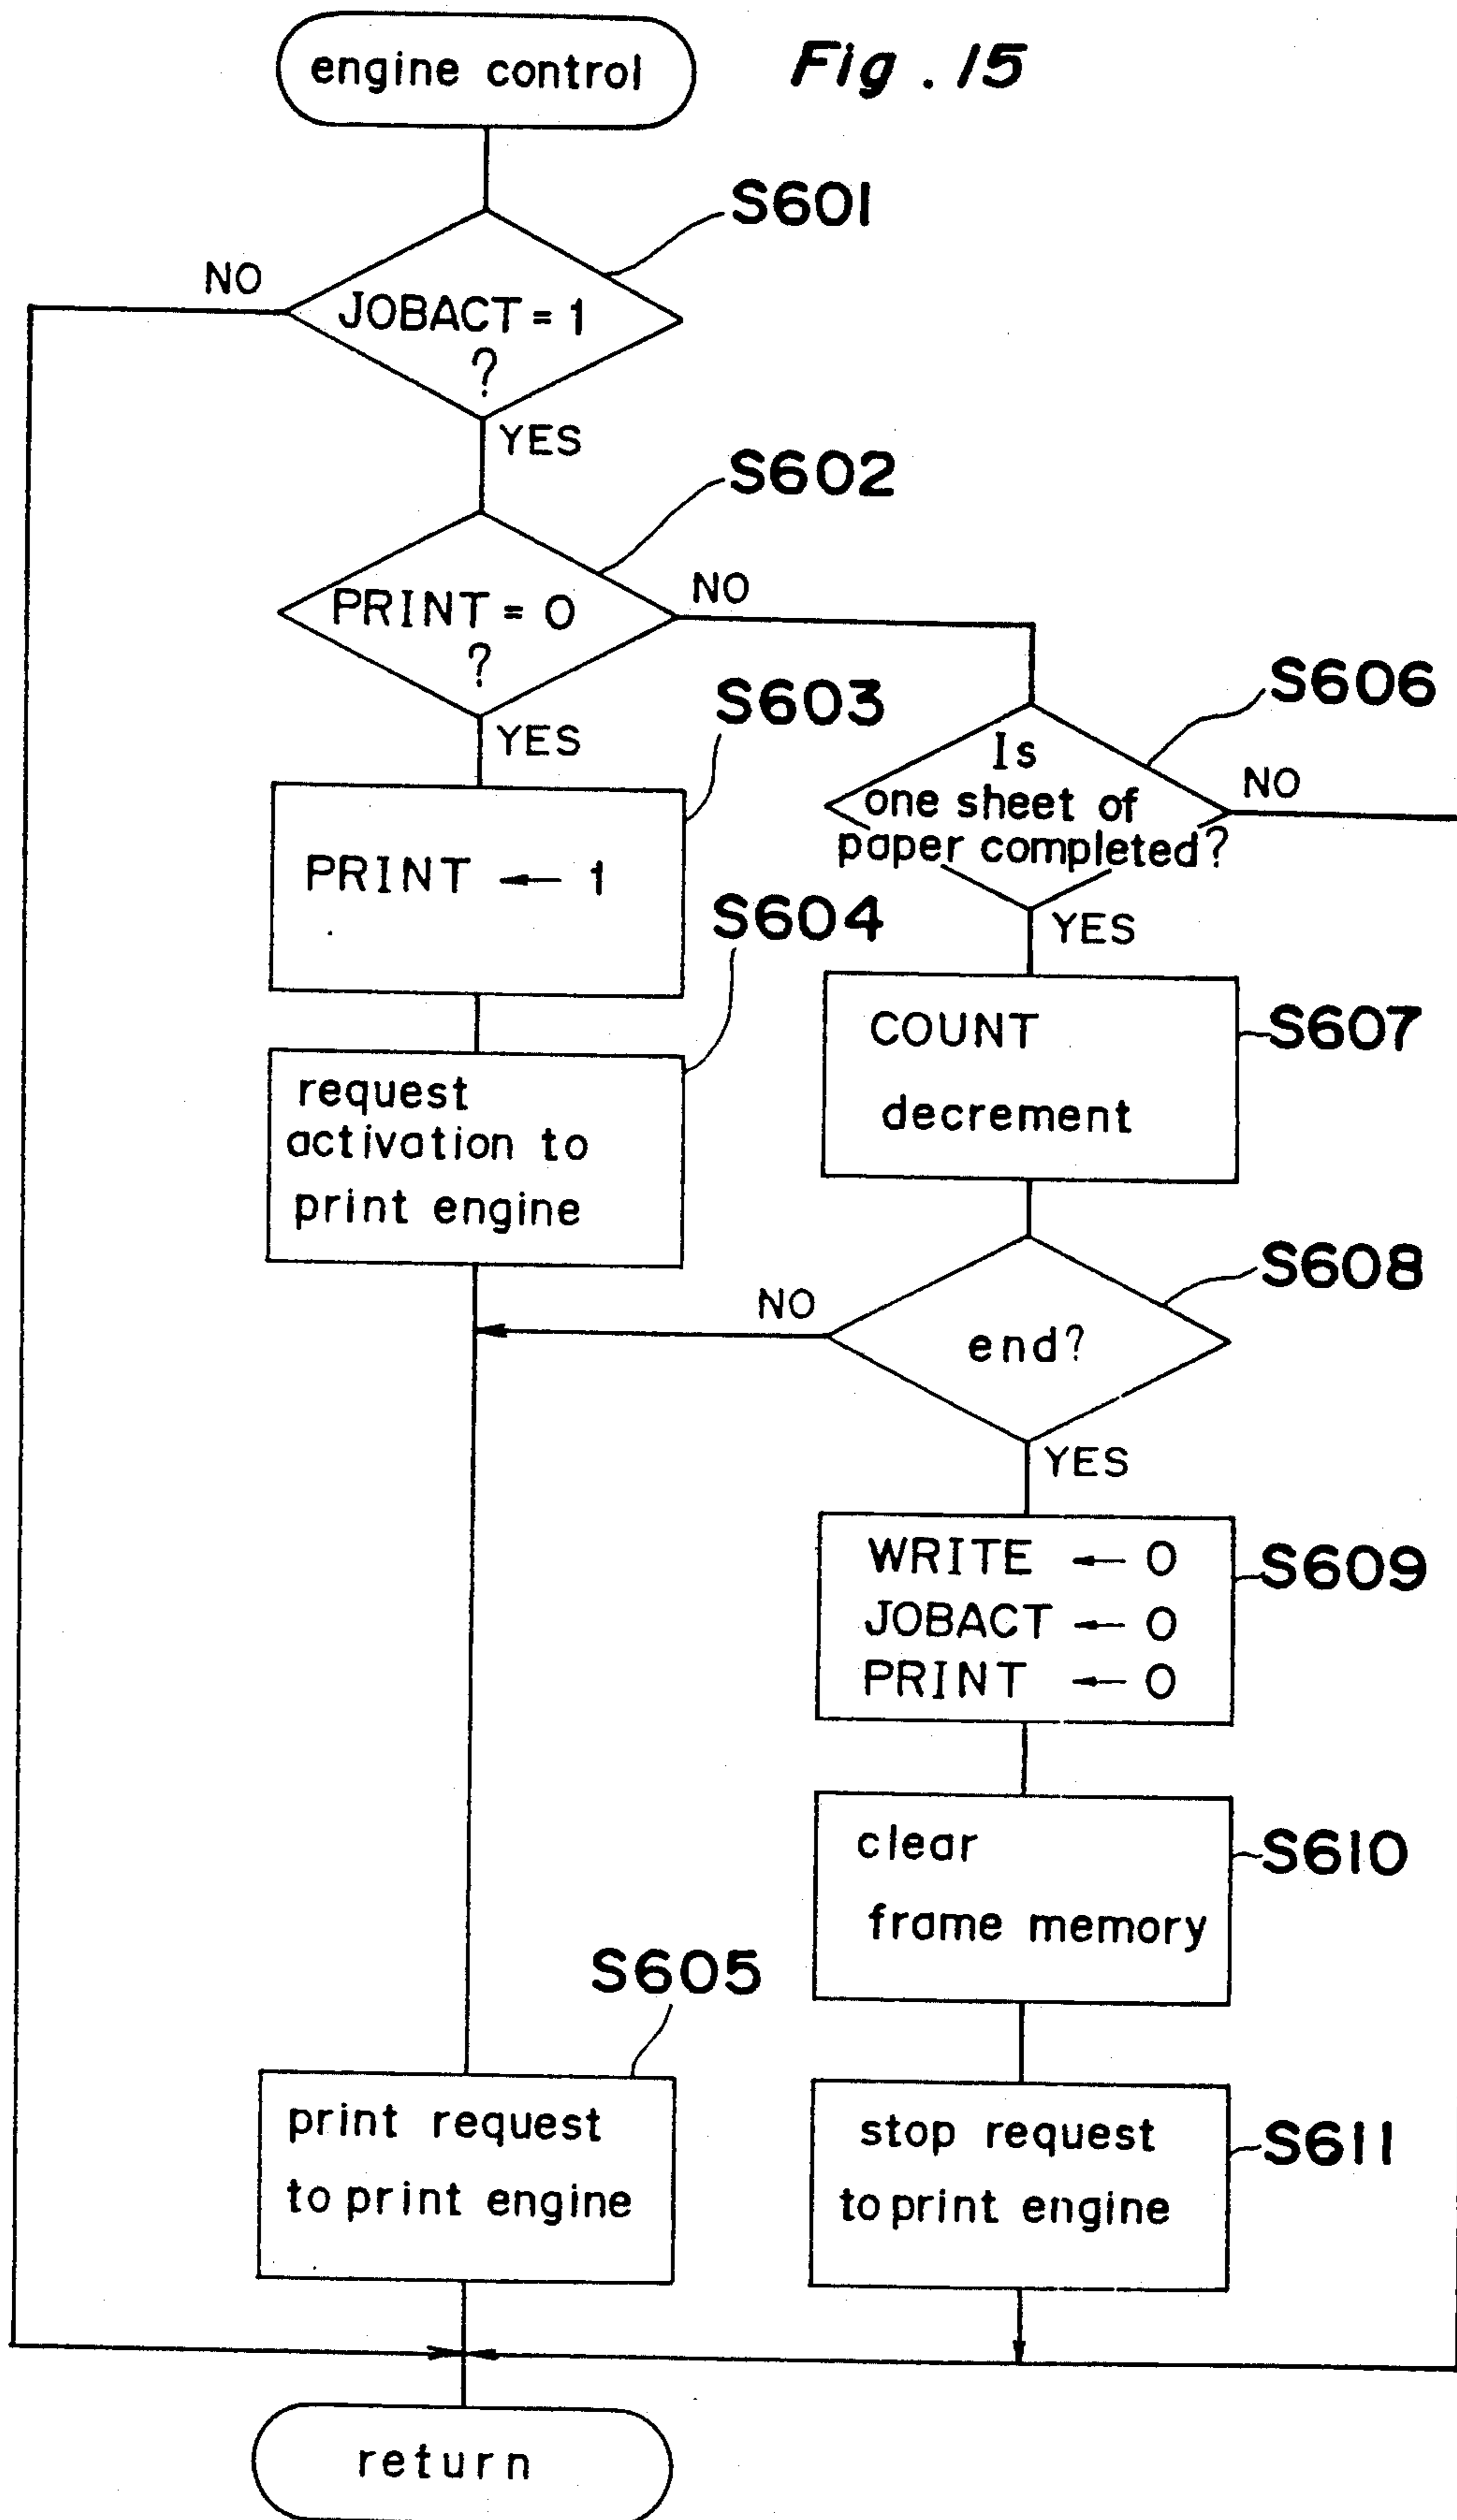 engine control
Fig. 15
S601
NO
JOBACT = 1
?
YES
S602
PRINT = 0
?
NO
YES
S603
PRINT ← 1
S604
request
activation to
print engine
S606
Is
one sheet of
paper completed?
NO
YES
COUNT
decrement
S607
S608
NO
end?
YES
WRITE ← 0
JOBACT ← 0
PRINT ← 0
S609
clear
frame memory
S610
S605
print request
to print engine
stop request
to print engine
S611
return